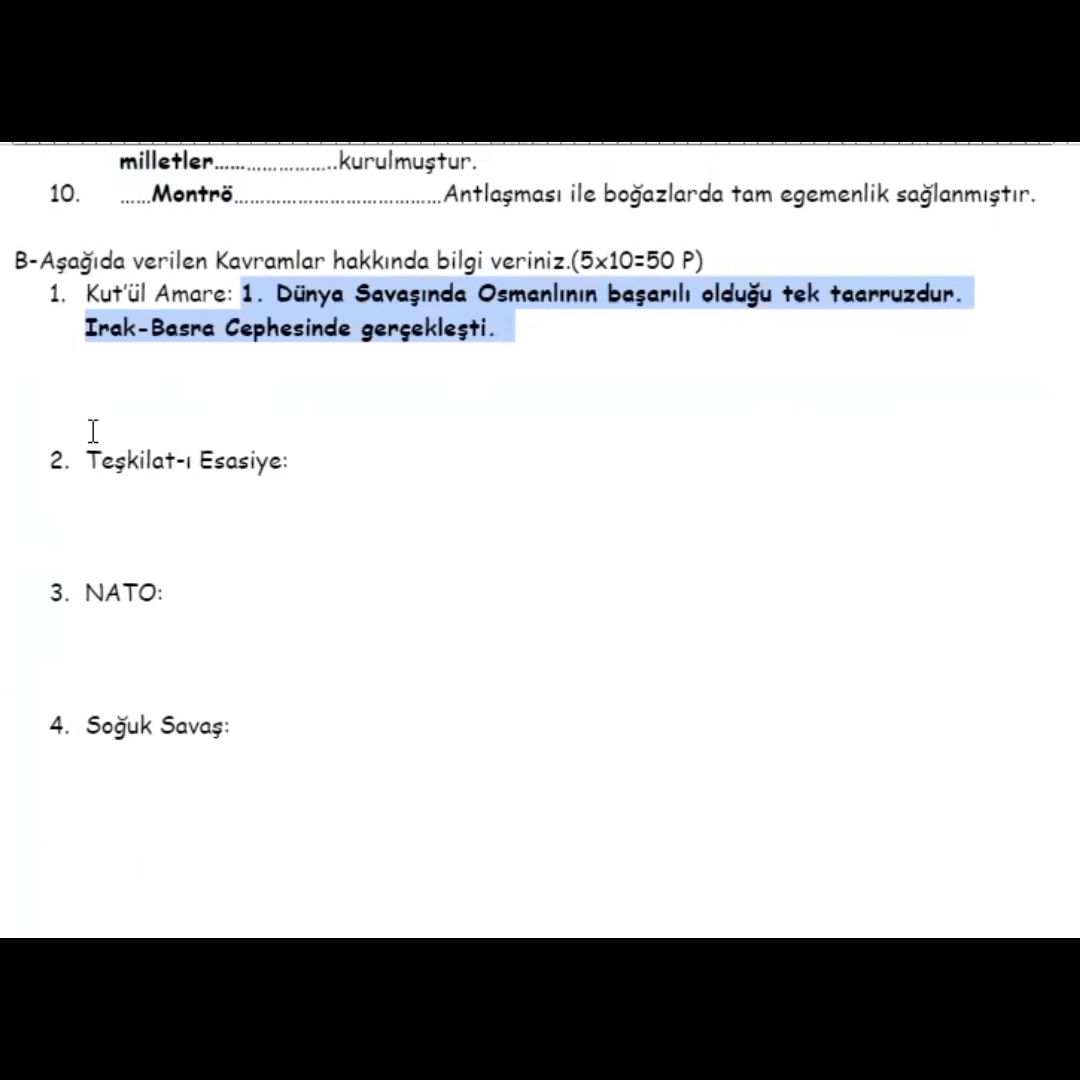 milletler.........................kurulmuştur.
10. ......Montrö.........................................Antlaşması ile boğazlarda tam egemenlik sağlanmıştır.
B-Aşağıda verilen Kavramlar hakkında bilgi veriniz.(5x10=50 P)
1. Kut'ül Amare: 1. Dünya Savaşında Osmanlının başarılı olduğu tek taarruzdur.
Irak-Basra Cephesinde gerçekleşti.
2. Teşkilat-ı Esasiye:
3. NATO:
4. Soğuk Savaş: